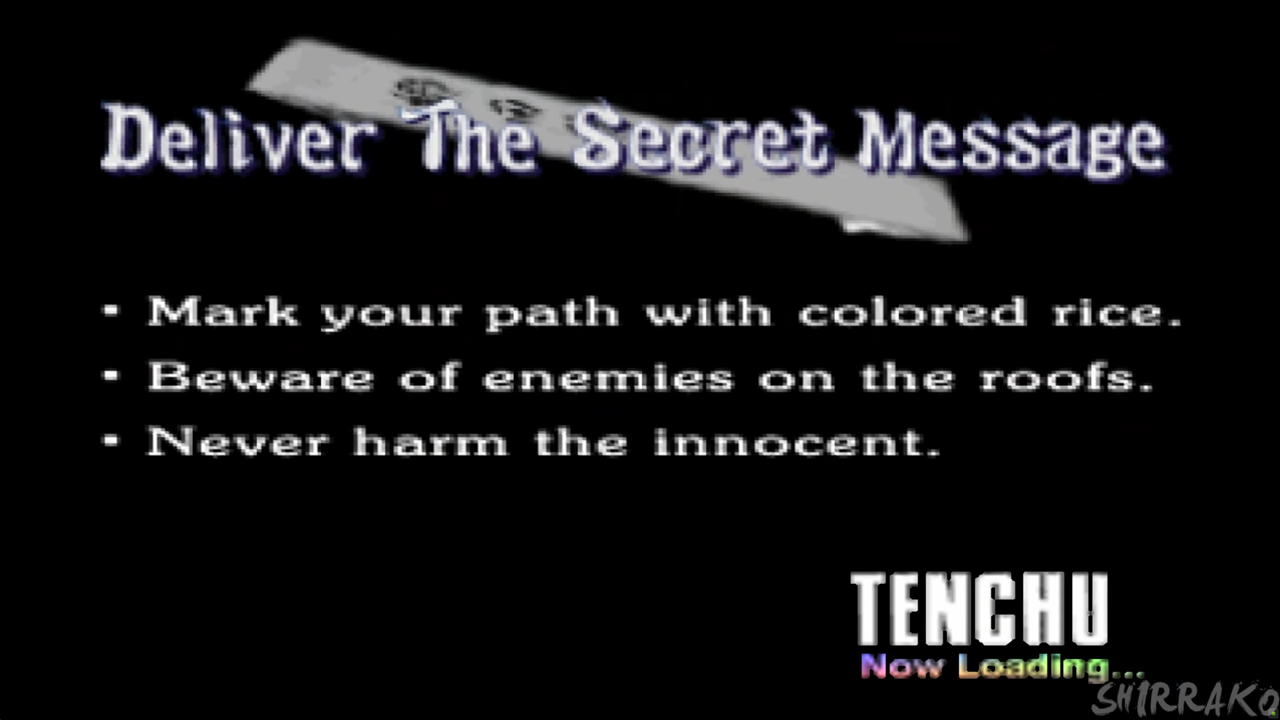 Deliver The Secret Message
• Mark your path with colored rice.
• Beware of enemies on the roofs.
• Never harm the innocent.
TENCHU
Now Loading...
SHIRRAKO